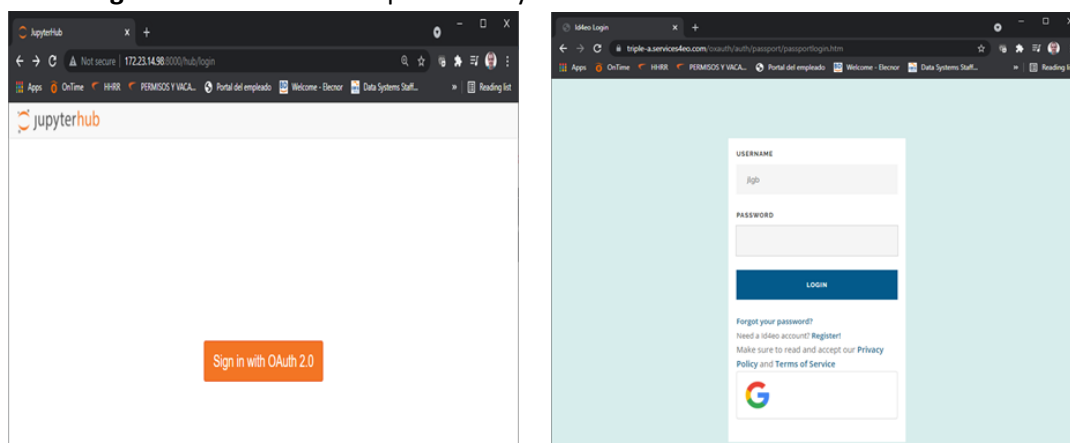 JupyterHub
Not secure | 172.23.14.98:8000/hub/login
Apps OnTime HHRR PERMISOS Y VACA... Portal del empleado Welcome - Elecnor Data Systems Staff... » Reading list
jupyterhub
Sign in with OAuth 2.0
Id4eo Login
triple-a.services4eo.com/oxauth/auth/passport/passportlogin.htm
Apps OnTime HHRR PERMISOS Y VACA... Portal del empleado Welcome - Elecnor Data Systems Staff... » Reading li
USERNAME
jlgb
PASSWORD
LOGIN
Forgot your password?
Need a Id4eo account? Register!
Make sure to read and accept our Privacy
Policy and Terms of Service